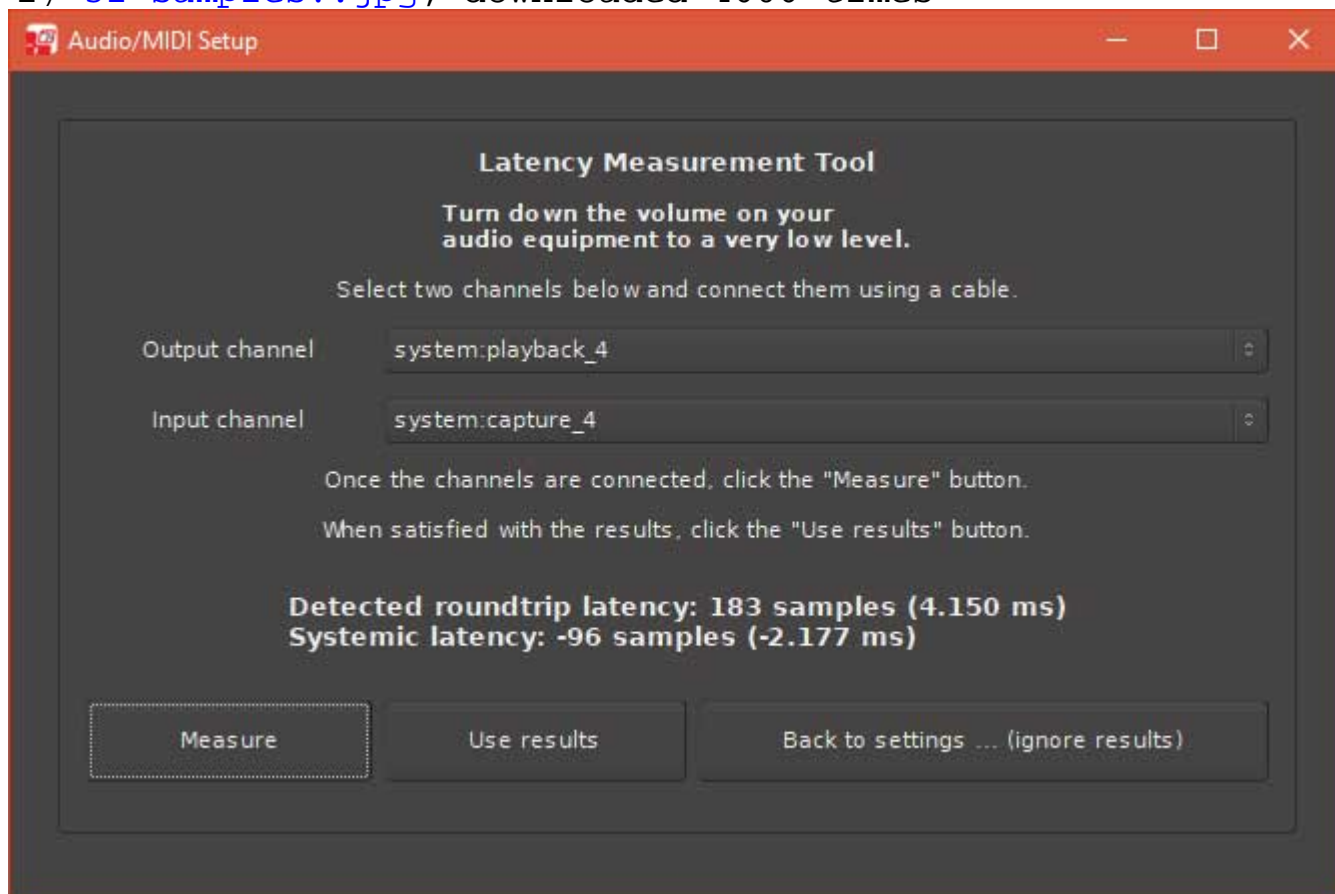 Audio/MIDI Setup
Latency Measurement Tool
Turn down the volume on your
audio equipment to a very low level.
Select two channels below and connect them using a cable.
Output channel system:playback_4
Input channel system:capture_4
Once the channels are connected, click the "Measure" button.
When satisfied with the results, click the "Use results" button.
Detected roundtrip latency: 183 samples (4.150 ms)
Systemic latency: -96 samples (-2.177 ms)
Measure Use results Back to settings ... (ignore results)